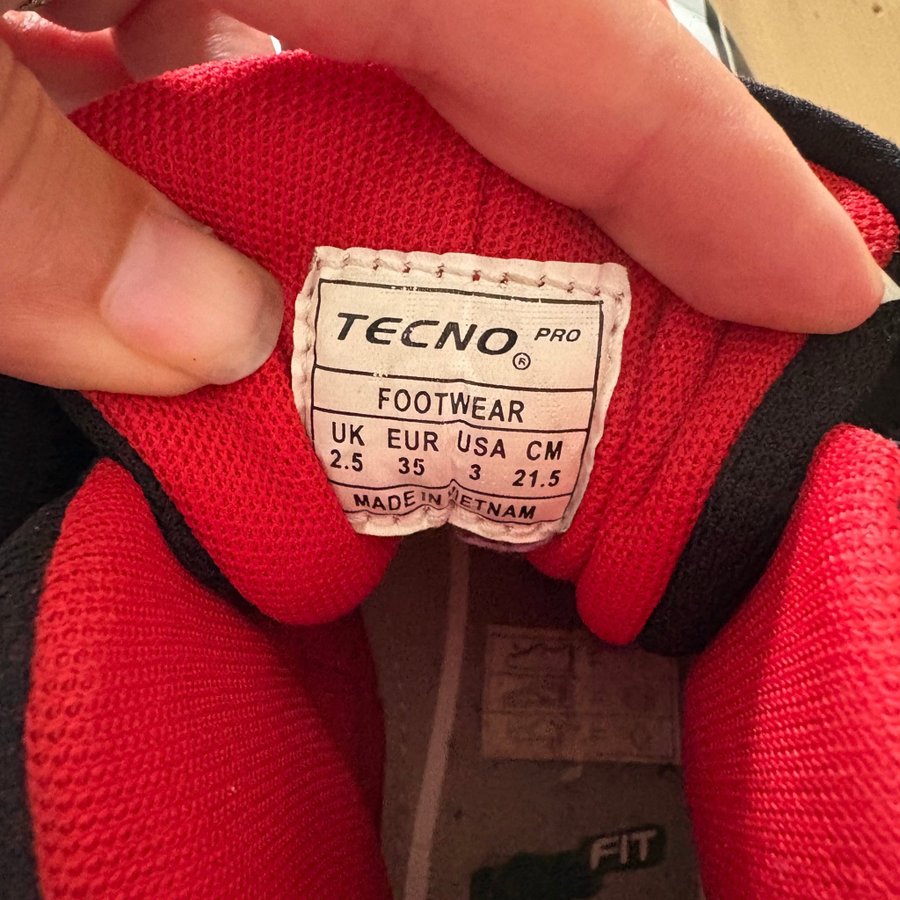 TECNO® PRO
FOOTWEAR
UK EUR USA CM
2.5 35 3 21.5
MADE IN VIETNAM
FIT